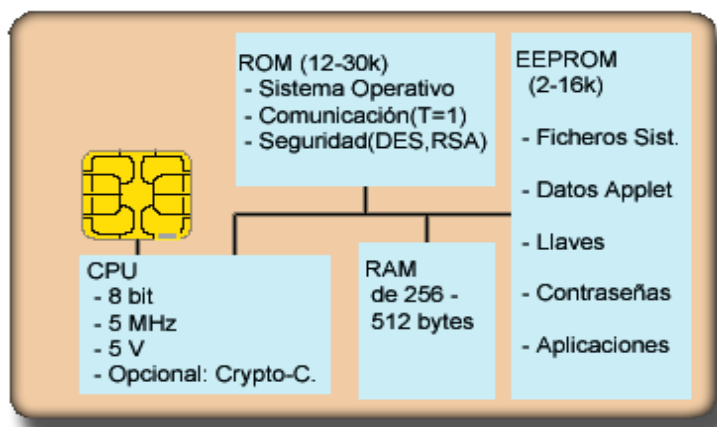 ROM (12-30k)
- Sistema Operativo
- Comunicación(T=1)
- Seguridad(DES,RSA)
EEPROM
(2-16k)
- Ficheros Sist.
- Datos Applet
- Llaves
- Contraseñas
- Aplicaciones
CPU
- 8 bit
- 5 MHz
- 5 V
- Opcional: Crypto-C.
RAM
de 256 -
512 bytes